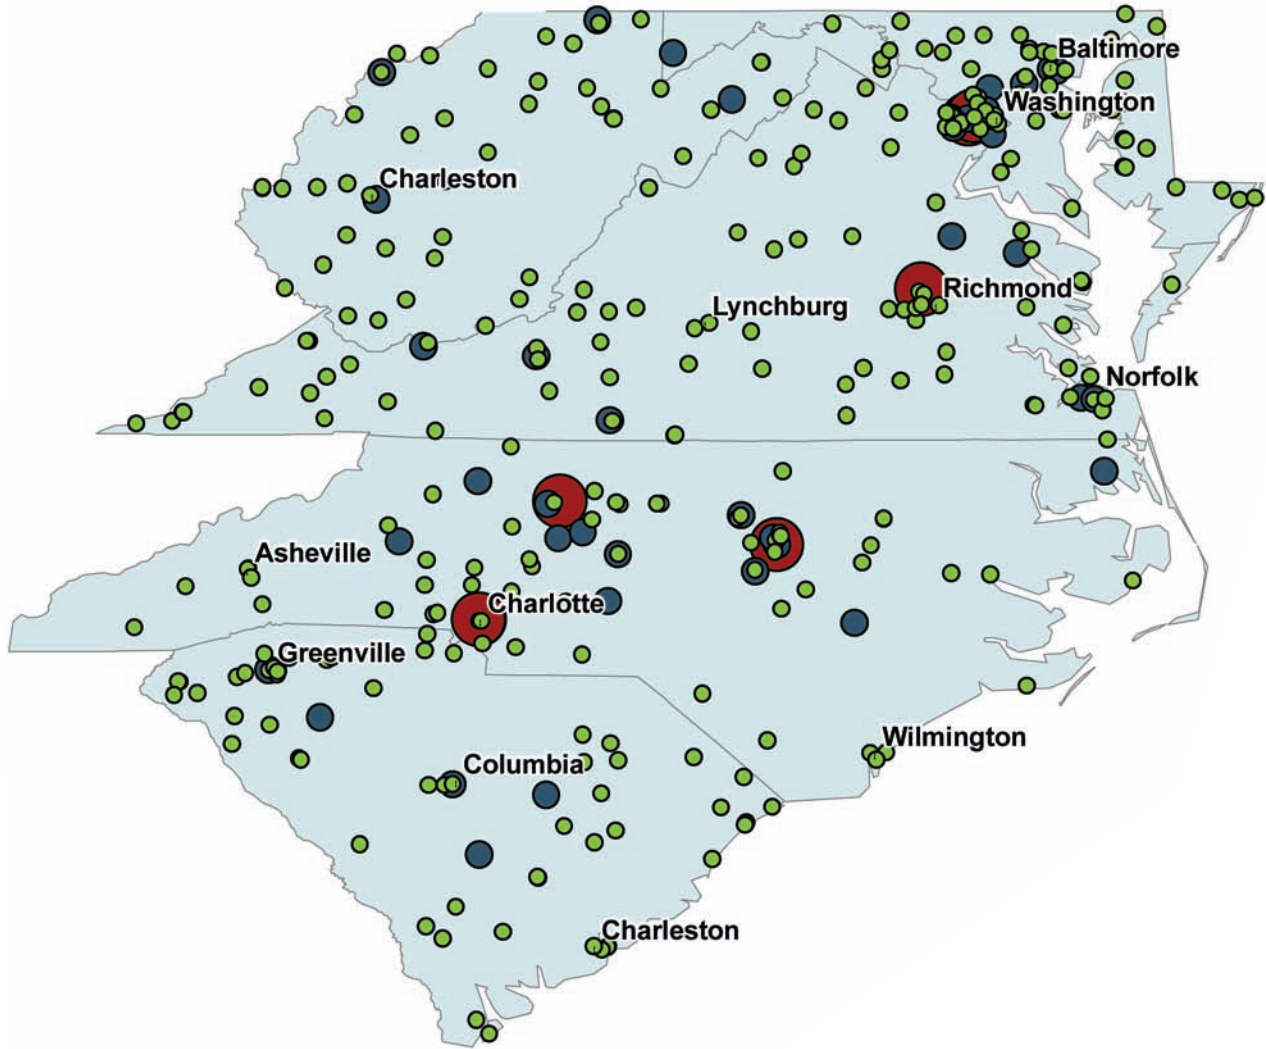 Baltimore
Washington
Charleston
Richmond
Lynchburg
Norfolk
Asheville
Charlotte
Greenville
Wilmington
Columbia
Charleston